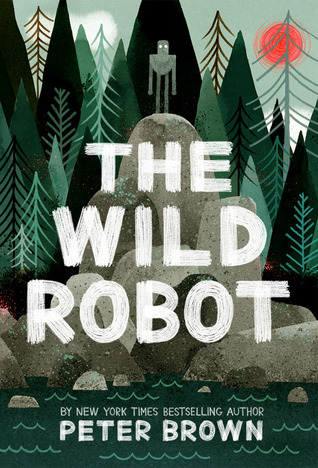 THE
WILD
ROBOT
BY NEW YORK TIMES BESTSELLING AUTHOR
PETER BROWN